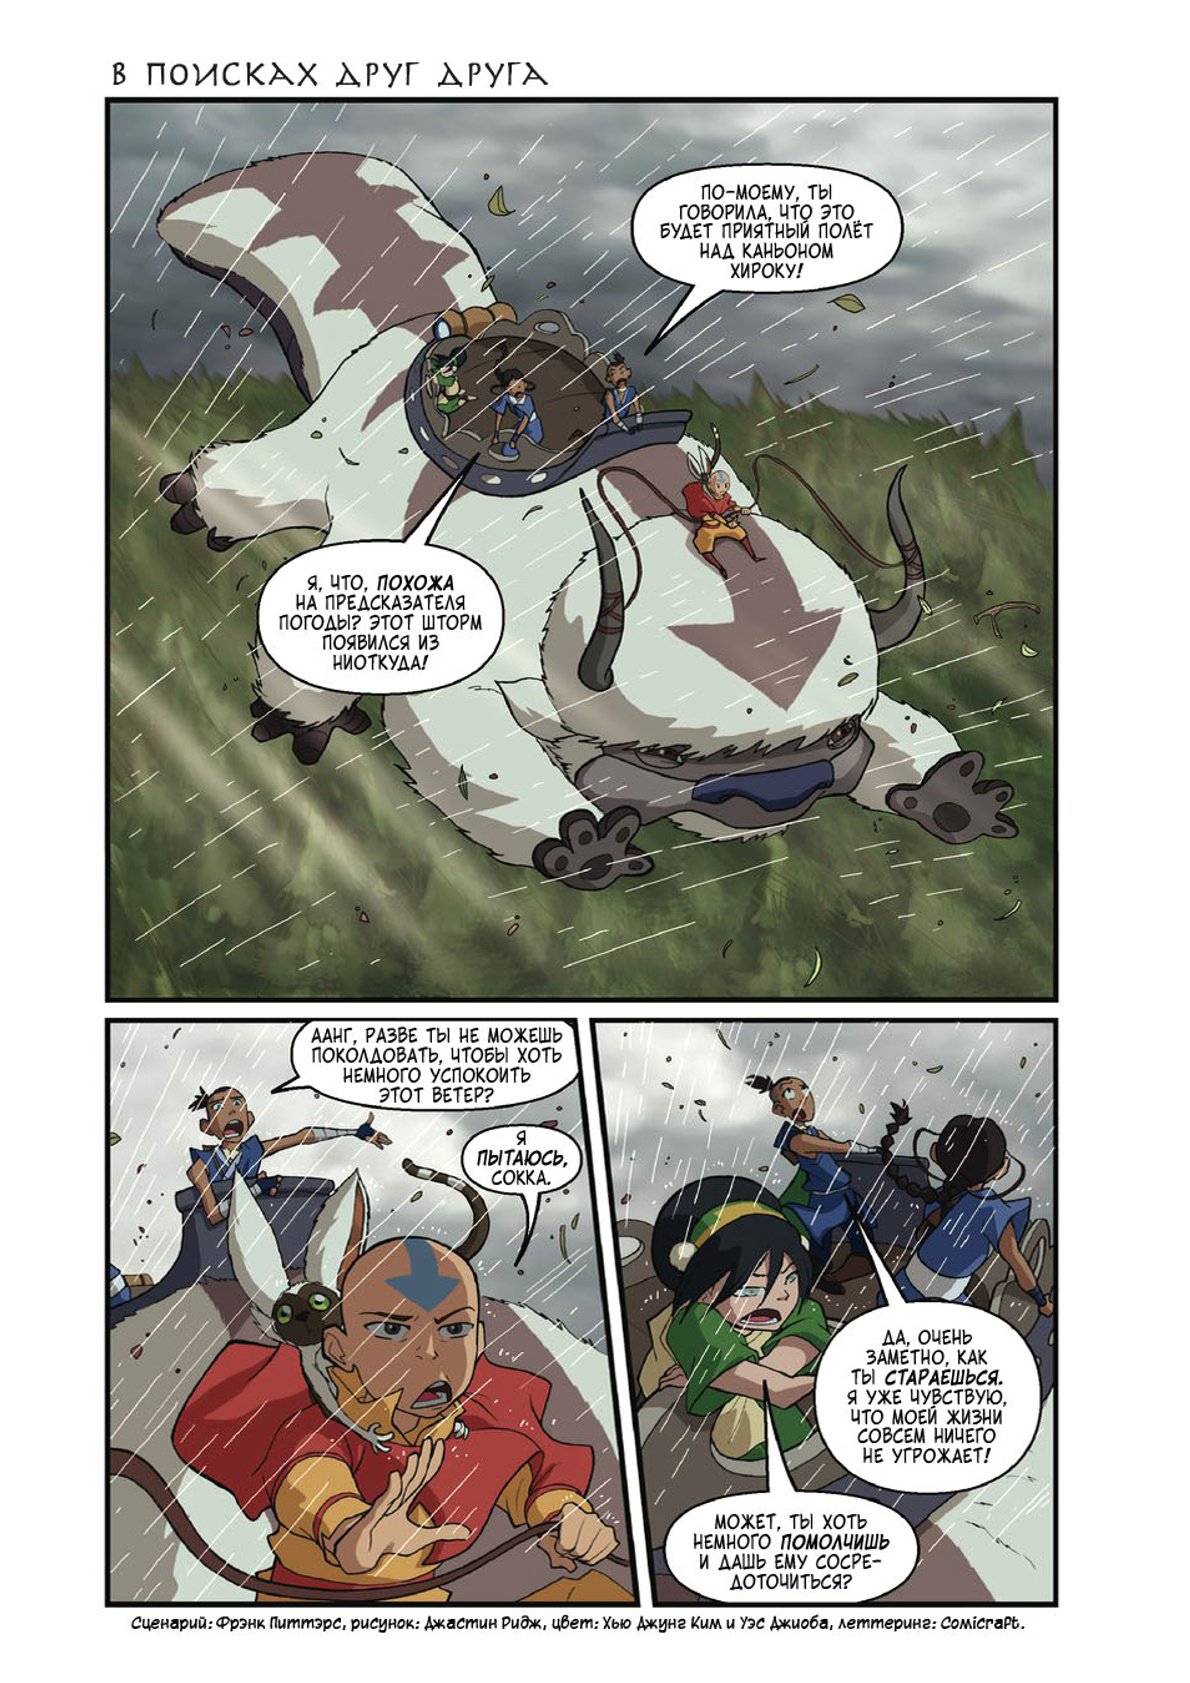 В ПОИСКАХ ДРУГ ДРУГА
ПО-МОЕМУ, ТЫ
ГОВОРИЛА, ЧТО ЭТО
БУДЕТ ПРИЯТНЫЙ ПОЛЁТ
НАД КАНЬОНОМ
ХИРОКУ!
Я, ЧТО, ПОХОЖА
НА ПРЕДСКАЗАТЕЛЯ
ПОГОДЫ? ЭТОТ ШТОРМ
ПОЯВИЛСЯ ИЗ
НИОТКУДА!
ААНГ, РАЗВЕ ТЫ НЕ МОЖЕШЬ
ПОКОЛДОВАТЬ, ЧТОБЫ ХОТЬ
НЕМНОГО УСПОКОИТЬ
ЭТОТ ВЕТЕР?
Я
ПЫТАЮСЬ,
СОККА.
ДА, ОЧЕНЬ
ЗАМЕТНО, КАК
ТЫ СТАРАЕШЬСЯ.
Я УЖЕ ЧУВСТВУЮ,
ЧТО МОЕЙ ЖИЗНИ
СОВСЕМ НИЧЕГО
НЕ УГРОЖАЕТ!
МОЖЕТ, ТЫ ХОТЬ
НЕМНОГО ПОМОЛЧИШЬ
И ДАШЬ ЕМУ СОСРЕ-
ДОТОЧИТЬСЯ?
Сценарий: Фрэнк Питтэрс, рисунок: Джастин Ридж, цвет: Хью Джунг Ким и Уэс Джиоба, леттеринг: Comicraft.